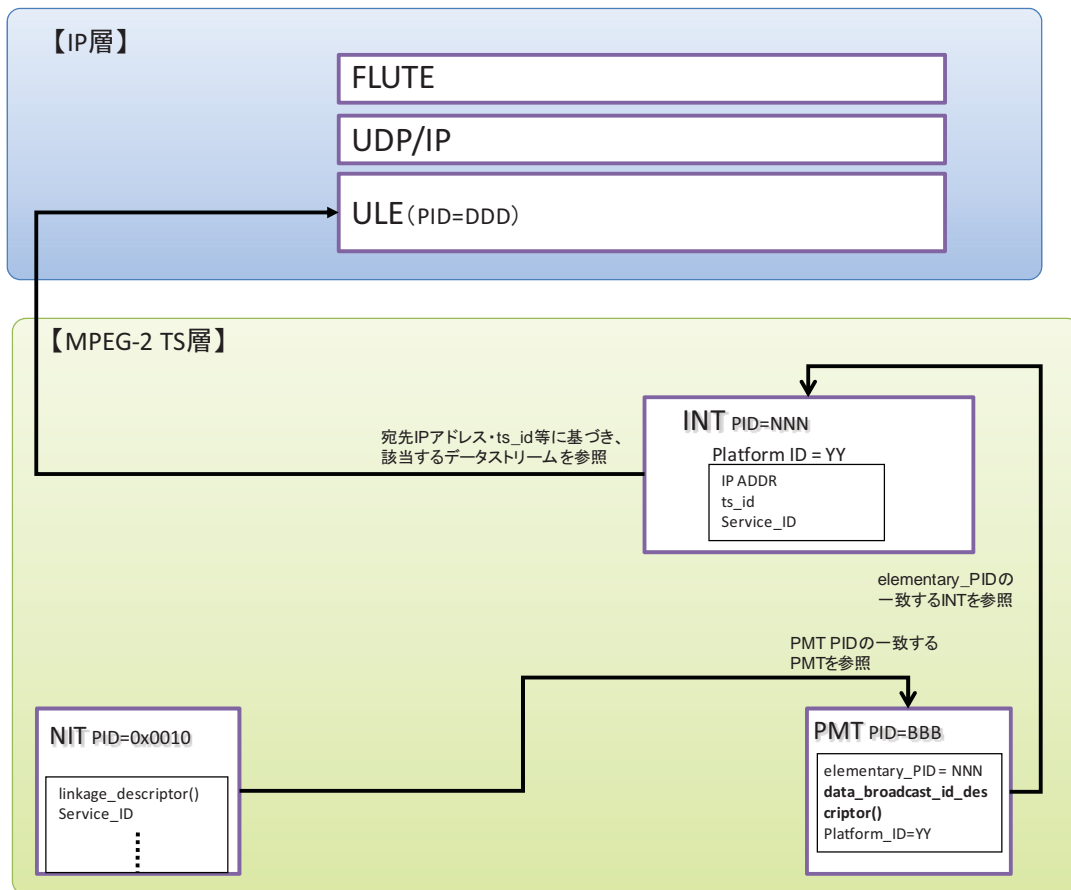 【IP層】
FLUTE
UDP/IP
ULE（PID=DDD）
【MPEG-2 TS層】
宛先IPアドレス・ts_id等に基づき、
該当するデータストリームを参照
INT PID=NNN
Platform ID = YY
IP ADDR
ts_id
Service_ID
elementary_PIDの
一致するINTを参照
PMT PIDの一致する
PMTを参照
NIT PID=0x0010
linkage_descriptor()
Service_ID
PMT PID=BBB
elementary_PID = NNN
data_broadcast_id_des
criptor()
Platform_ID=YY